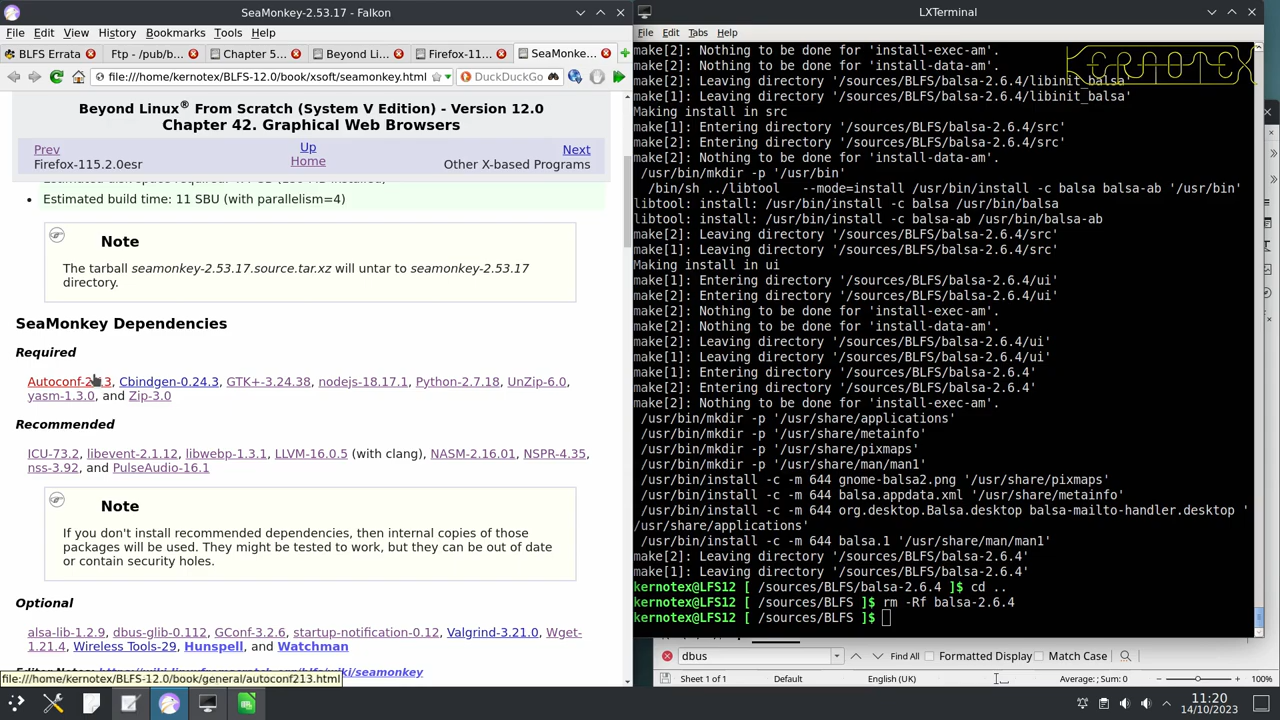 SeaMonkey-2.53.17 - Falkon
File Edit View History Bookmarks Tools Help
BLFS Errata
Ftp - /pub/b...
Chapter 5...
Beyond Li...
Firefox-11...
SeaMonke...
file:///home/kernotex/BLFS-12.0/book/xsoft/seamonkey.html
DuckDuckGo
Beyond Linux® From Scratch (System V Edition) - Version 12.0
Chapter 42. Graphical Web Browsers
Prev Up Next
Firefox-115.2.0esr Home Other X-based Programs
Estimated build time: 11 SBU (with parallelism=4)
Note
The tarball seamonkey-2.53.17.source.tar.xz will untar to seamonkey-2.53.17
directory.
SeaMonkey Dependencies
Required
Autoconf-2.13, Cbindgen-0.24.3, GTK+-3.24.38, nodejs-18.17.1, Python-2.7.18, UnZip-6.0,
yasm-1.3.0, and Zip-3.0
Recommended
ICU-73.2, libevent-2.1.12, libwebp-1.3.1, LLVM-16.0.5 (with clang), NASM-2.16.01, NSPR-4.35,
nss-3.92, and PulseAudio-16.1
Note
If you don't install recommended dependencies, then internal copies of those
packages will be used. They might be tested to work, but they can be out of date
or contain security holes.
Optional
alsa-lib-1.2.9, dbus-glib-0.112, GConf-3.2.6, startup-notification-0.12, Valgrind-3.21.0, Wget-
1.21.4, Wireless Tools-29, Hunspell, and Watchman
file:///home/kernotex/BLFS-12.0/book/general/autoconf213.html
LXTerminal
File Edit Tabs Help
KERNOTEX
make[2]: Nothing to be done for 'install-exec-am'.
make[2]: Nothing to be done for 'install-data-am'.
make[2]: Leaving directory '/sources/BLFS/balsa-2.6.4/libinit_balsa'
make[1]: Leaving directory '/sources/BLFS/balsa-2.6.4/libinit_balsa'
Making install in src
make[1]: Entering directory '/sources/BLFS/balsa-2.6.4/src'
make[2]: Entering directory '/sources/BLFS/balsa-2.6.4/src'
make[2]: Nothing to be done for 'install-data-am'.
/usr/bin/mkdir -p '/usr/bin'
/bin/sh ../libtool --mode=install /usr/bin/install -c balsa balsa-ab '/usr/bin'
libtool: install: /usr/bin/install -c balsa /usr/bin/balsa
libtool: install: /usr/bin/install -c balsa-ab /usr/bin/balsa-ab
make[2]: Leaving directory '/sources/BLFS/balsa-2.6.4/src'
make[1]: Leaving directory '/sources/BLFS/balsa-2.6.4/src'
Making install in ui
make[1]: Entering directory '/sources/BLFS/balsa-2.6.4/ui'
make[2]: Entering directory '/sources/BLFS/balsa-2.6.4/ui'
make[2]: Nothing to be done for 'install-exec-am'.
make[2]: Nothing to be done for 'install-data-am'.
make[2]: Leaving directory '/sources/BLFS/balsa-2.6.4/ui'
make[1]: Leaving directory '/sources/BLFS/balsa-2.6.4/ui'
make[1]: Entering directory '/sources/BLFS/balsa-2.6.4'
make[2]: Entering directory '/sources/BLFS/balsa-2.6.4'
make[2]: Nothing to be done for 'install-exec-am'.
/usr/bin/mkdir -p '/usr/share/applications'
/usr/bin/mkdir -p '/usr/share/metainfo'
/usr/bin/mkdir -p '/usr/share/pixmaps'
/usr/bin/mkdir -p '/usr/share/man/man1'
/usr/bin/install -c -m 644 gnome-balsa2.png '/usr/share/pixmaps'
/usr/bin/install -c -m 644 balsa.appdata.xml '/usr/share/metainfo'
/usr/bin/install -c -m 644 org.desktop.Balsa.desktop balsa-mailto-handler.desktop '
/usr/share/applications'
/usr/bin/install -c -m 644 balsa.1 '/usr/share/man/man1'
make[2]: Leaving directory '/sources/BLFS/balsa-2.6.4'
make[1]: Leaving directory '/sources/BLFS/balsa-2.6.4'
kernotex@LFS12 [ /sources/BLFS/balsa-2.6.4 ]$ cd ..
kernotex@LFS12 [ /sources/BLFS ]$ rm -Rf balsa-2.6.4
kernotex@LFS12 [ /sources/BLFS ]$
dbus Find All Formatted Display Match Case
Sheet 1 of 1 Default English (UK) Average: ; Sum: 0 100%
11:20
14/10/2023